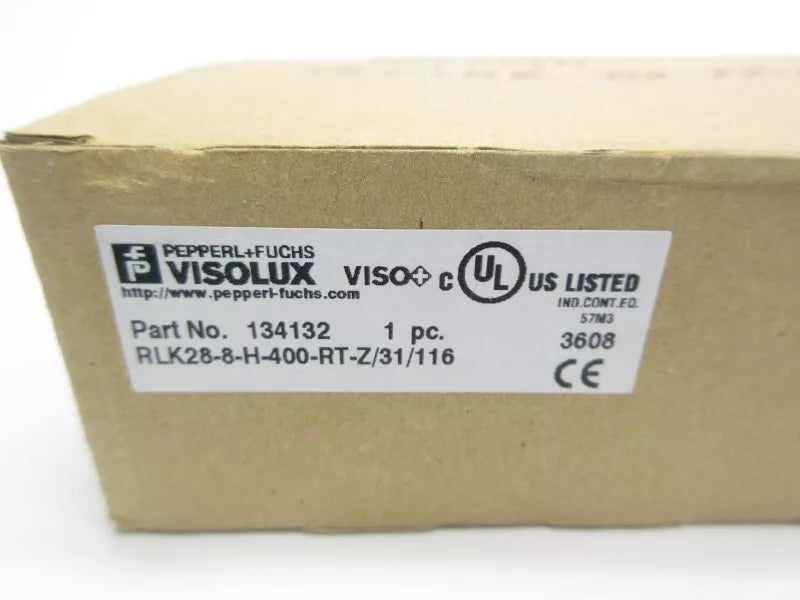 PEPPERL+FUCHS
VISOLUX VISO+ C UL US LISTED
http://www.pepperl-fuchs.com
IND.CONT.EQ.
57M3
Part No. 134132 1 pc. 3608
RLK28-8-H-400-RT-Z/31/116
CE